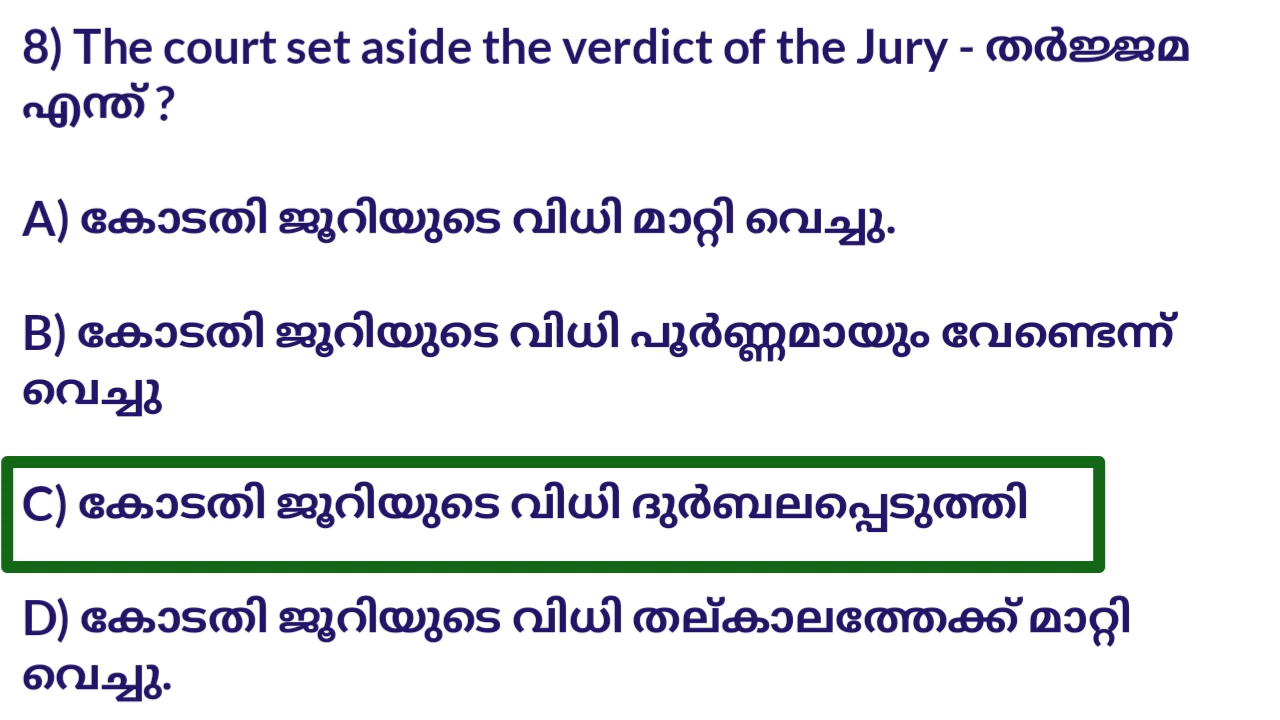 8) The court set aside the verdict of the Jury - തർജ്ജമ
എന്ത് ?
A) കോടതി ജൂറിയുടെ വിധി മാറ്റി വെച്ചു.
B) കോടതി ജൂറിയുടെ വിധി പൂർണ്ണമായും വേണ്ടെന്ന്
വെച്ചു
C) കോടതി ജൂറിയുടെ വിധി ദുർബലപ്പെടുത്തി
D) കോടതി ജൂറിയുടെ വിധി തല്കാലത്തേക്ക് മാറ്റി
വെച്ചു.